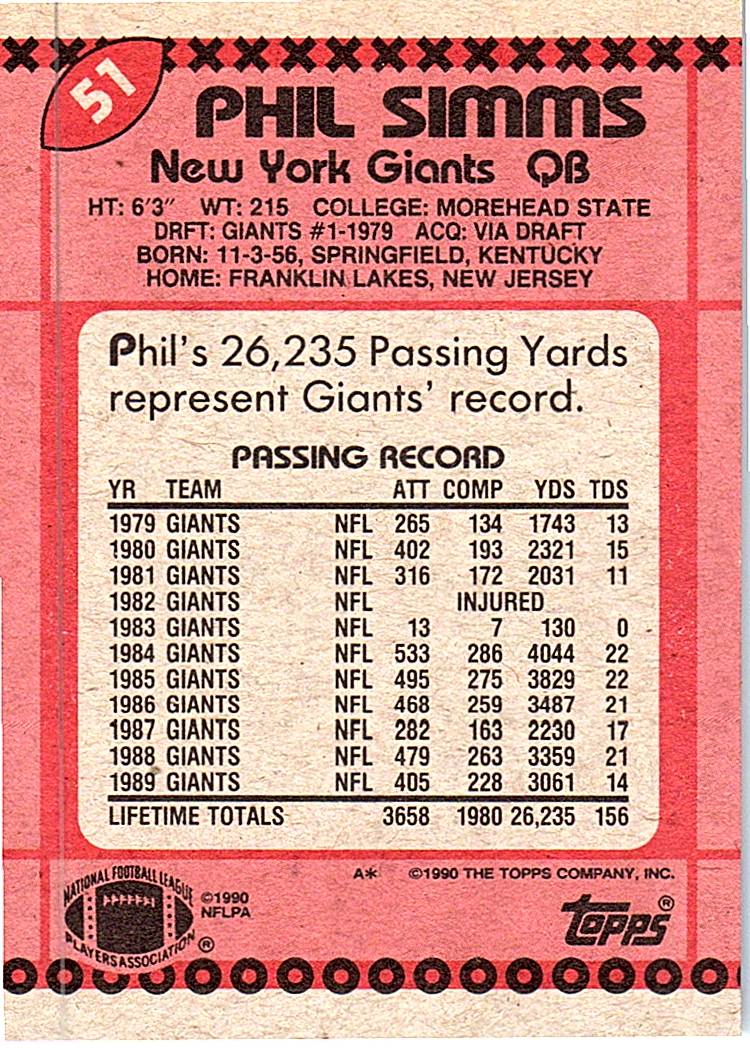 51
PHIL SIMMS
New York Giants QB
HT: 6'3" WT: 215 COLLEGE: MOREHEAD STATE
DRFT: GIANTS #1-1979 ACQ: VIA DRAFT
BORN: 11-3-56, SPRINGFIELD, KENTUCKY
HOME: FRANKLIN LAKES, NEW JERSEY
Phil's 26,235 Passing Yards
represent Giants' record.
PASSING RECORD
YR TEAM ATT COMP YDS TDS
1979 GIANTS NFL 265 134 1743 13
1980 GIANTS NFL 402 193 2321 15
1981 GIANTS NFL 316 172 2031 11
1982 GIANTS NFL INJURED
1983 GIANTS NFL 13 7 130 0
1984 GIANTS NFL 533 286 4044 22
1985 GIANTS NFL 495 275 3829 22
1986 GIANTS NFL 468 259 3487 21
1987 GIANTS NFL 282 163 2230 17
1988 GIANTS NFL 479 263 3359 21
1989 GIANTS NFL 405 228 3061 14
LIFETIME TOTALS 3658 1980 26,235 156
A* ©1990 THE TOPPS COMPANY, INC.
NATIONAL FOOTBALL LEAGUE
PLAYERS ASSOCIATION ®
©1990
NFLPA
topps ®